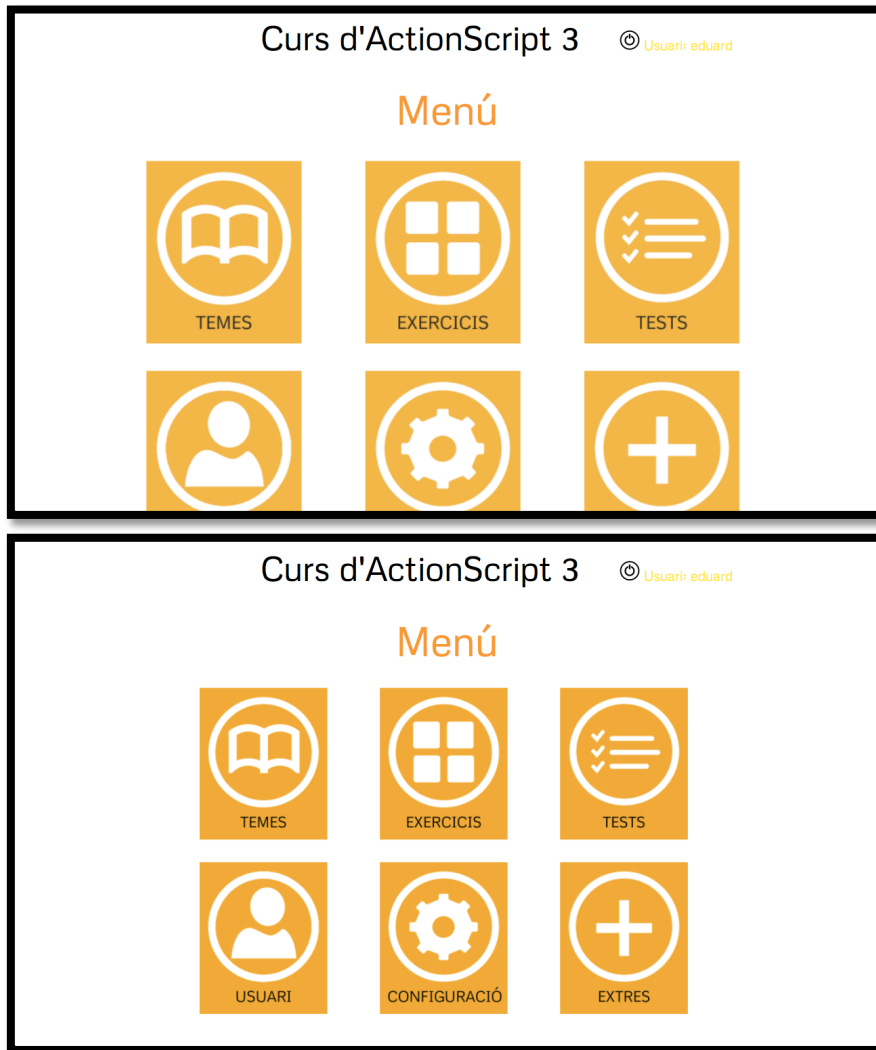 Curs d'ActionScript 3 Usuari: eduard
Menú
TEMES EXERCICIS TESTS
Curs d'ActionScript 3 Usuari: eduard
Menú
TEMES EXERCICIS TESTS
USUARI CONFIGURACIÓ EXTRES